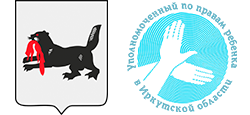 Уполномоченный по правам ребенка
в Иркутской области